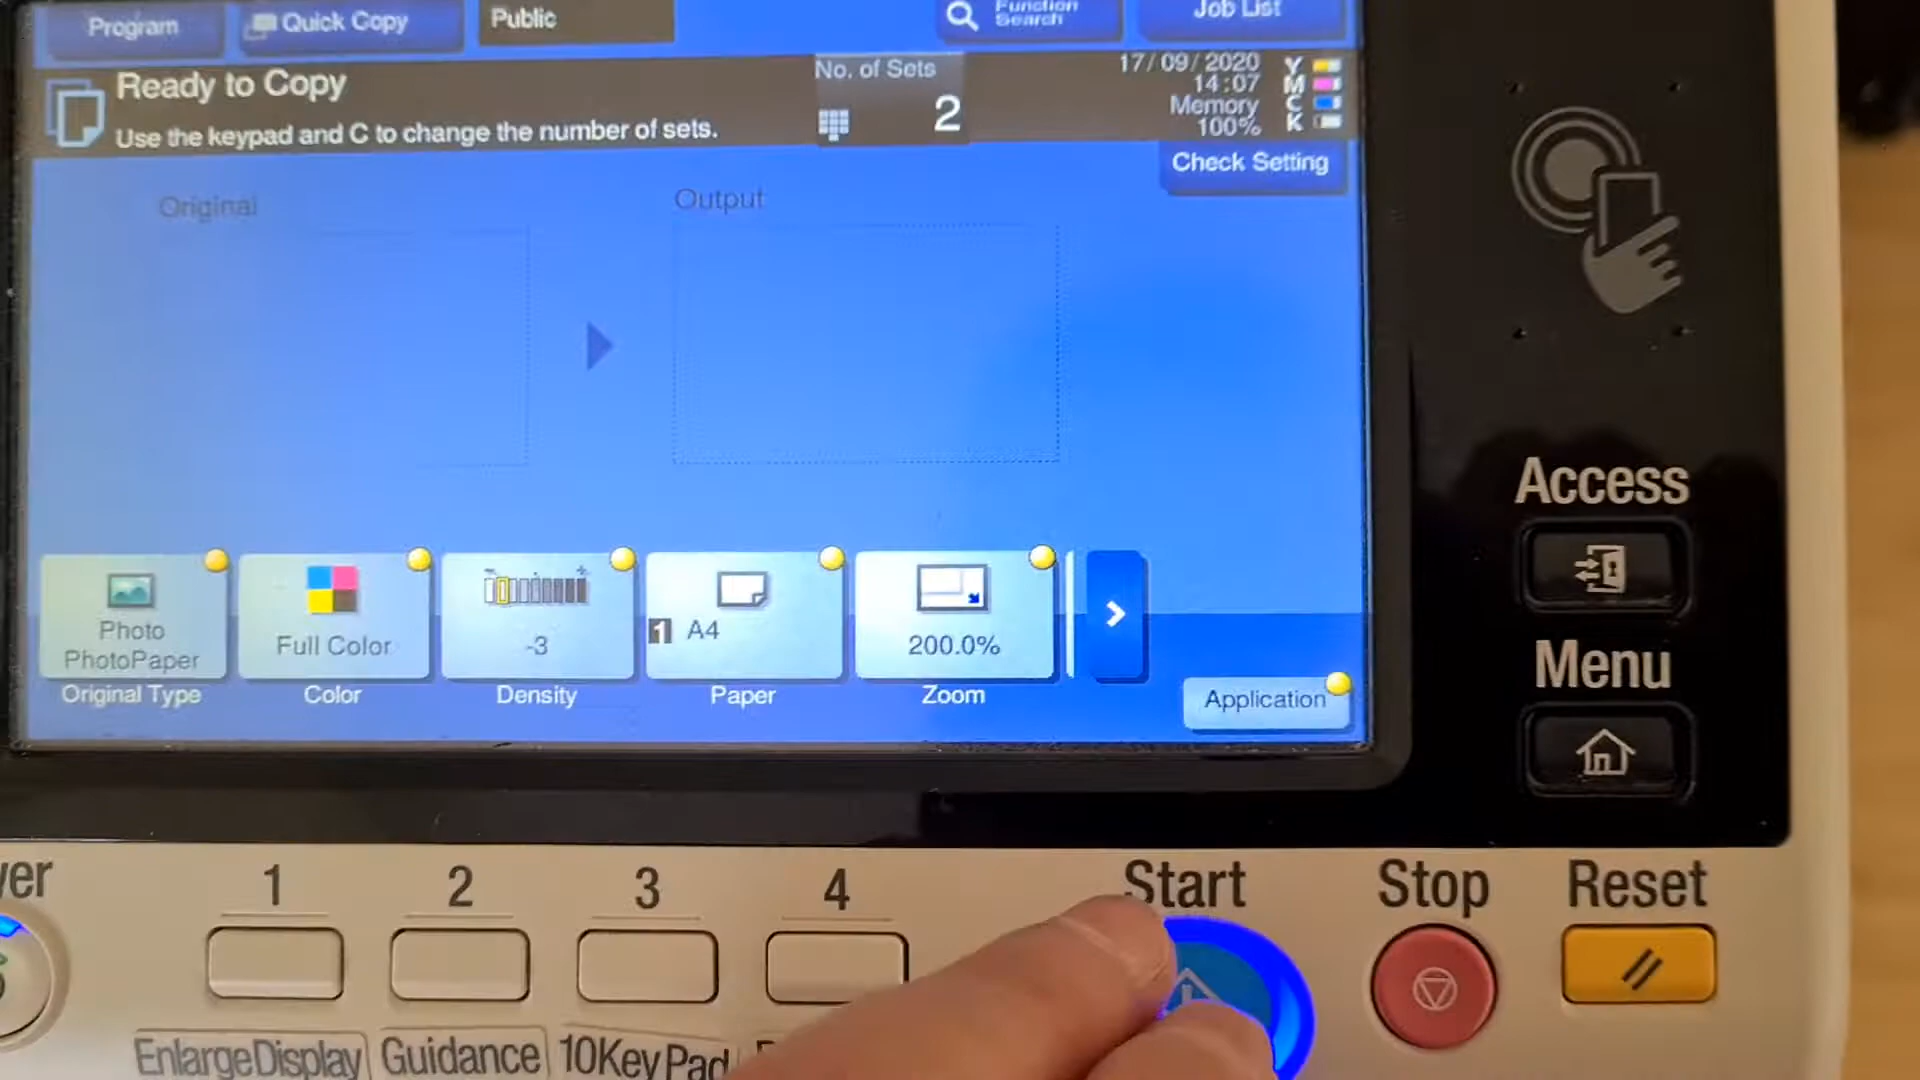 Program
Quick Copy
Public
Function
Search
Job List
Ready to Copy
Use the keypad and C to change the number of sets.
No. of Sets
2
17/09/2020
14:07
Memory
100%
Y
M
C
K
Check Setting
Original
Output
Photo
PhotoPaper
Original Type
Full Color
Color
-3
Density
1 A4
Paper
200.0%
Zoom
Application
Access
Menu
1
2
3
4
Start
Stop
Reset
EnlargeDisplay
Guidance
10KeyPad